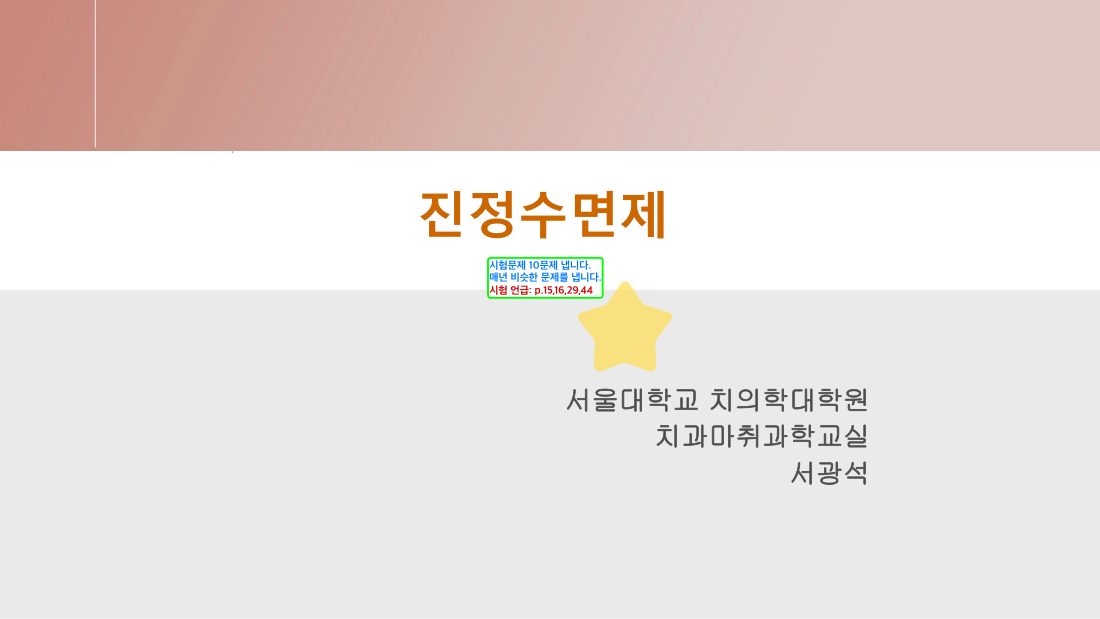 진정수면제
시험문제 10문제 냅니다.
매년 비슷한 문제를 냅니다.
시험 언급: p.15,16,29,44
서울대학교 치의학대학원
치과마취과학교실
서광석